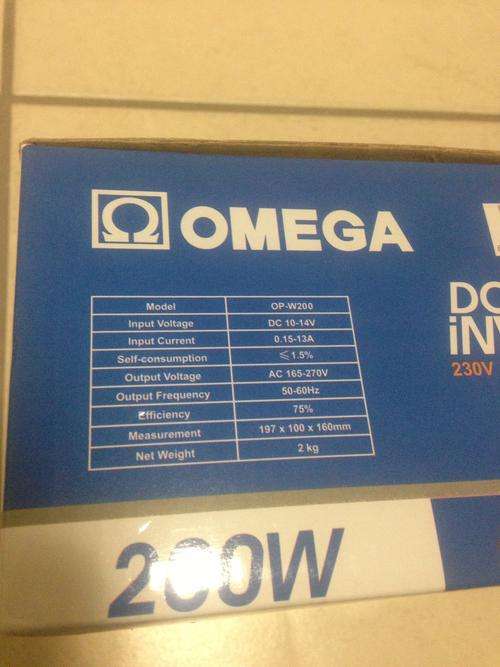 Ω OMEGA
Model OP-W200
Input Voltage DC 10-14V
Input Current 0.15-13A
Self-consumption ≤1.5%
Output Voltage AC 165-270V
Output Frequency 50-60Hz
Efficiency 75%
Measurement 197 x 100 x 160mm
Net Weight 2 kg
DC
iNV
230V
200W